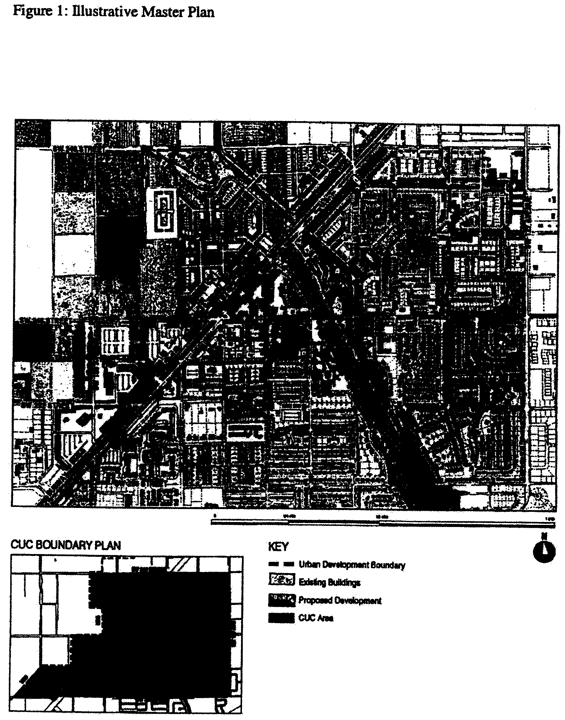 Figure 1: Illustrative Master Plan
N
CUC BOUNDARY PLAN
KEY
Urban Development Boundary
Existing Buildings
Proposed Development
CUC Area